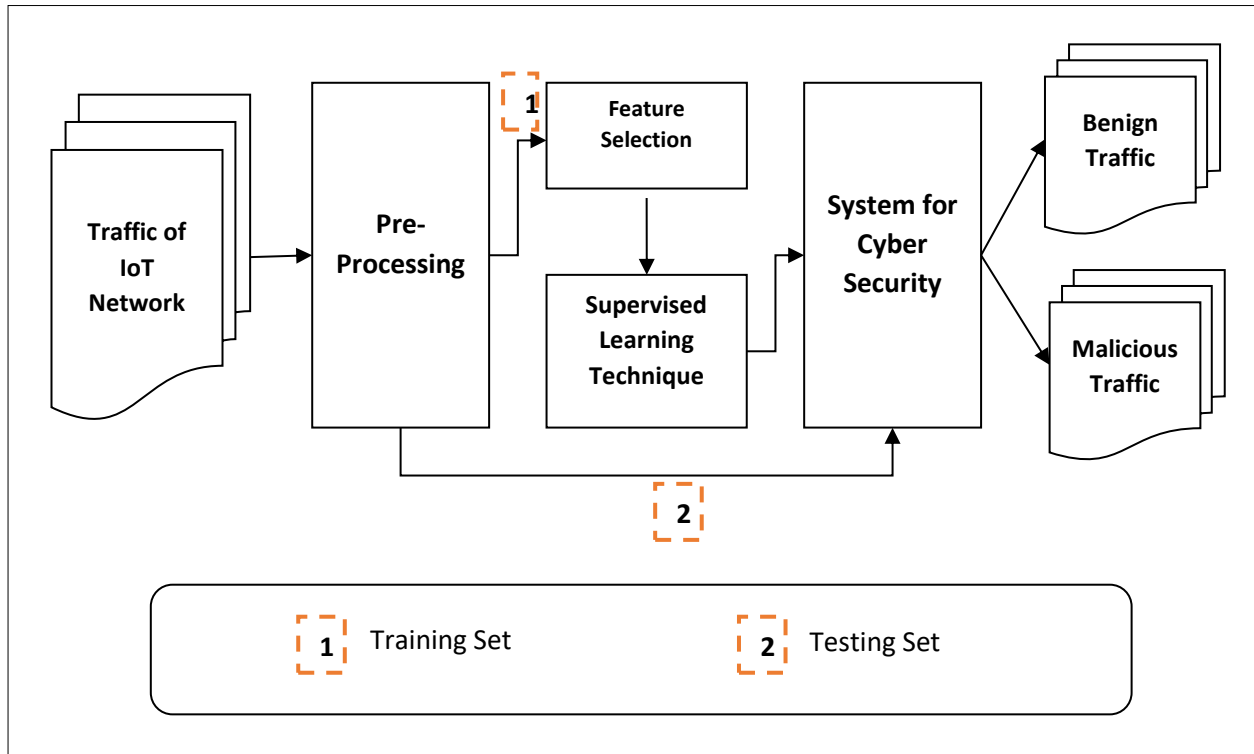 Traffic of
IoT
Network
Pre-
Processing
1
Feature
Selection
Supervised
Learning
Technique
System for
Cyber
Security
Benign
Traffic
Malicious
Traffic
2
1 Training Set
2 Testing Set